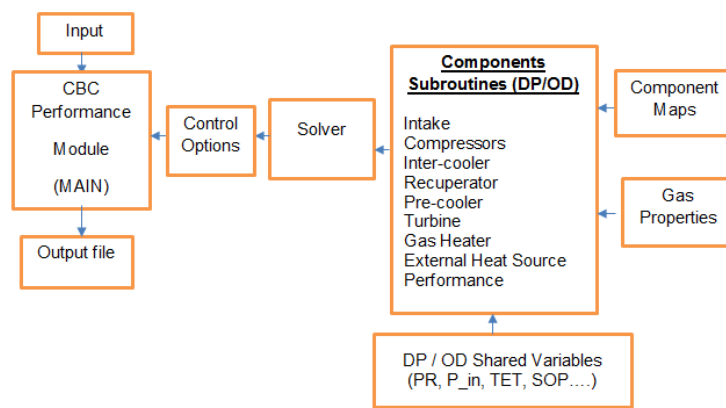 Input
CBC
Performance
Module
(MAIN)
Output file
Control
Options
Solver
Components
Subroutines (DP/OD)
Intake
Compressors
Inter-cooler
Recuperator
Pre-cooler
Turbine
Gas Heater
External Heat Source
Performance
Component
Maps
Gas
Properties
DP / OD Shared Variables
(PR, P_in, TET, SOP….)